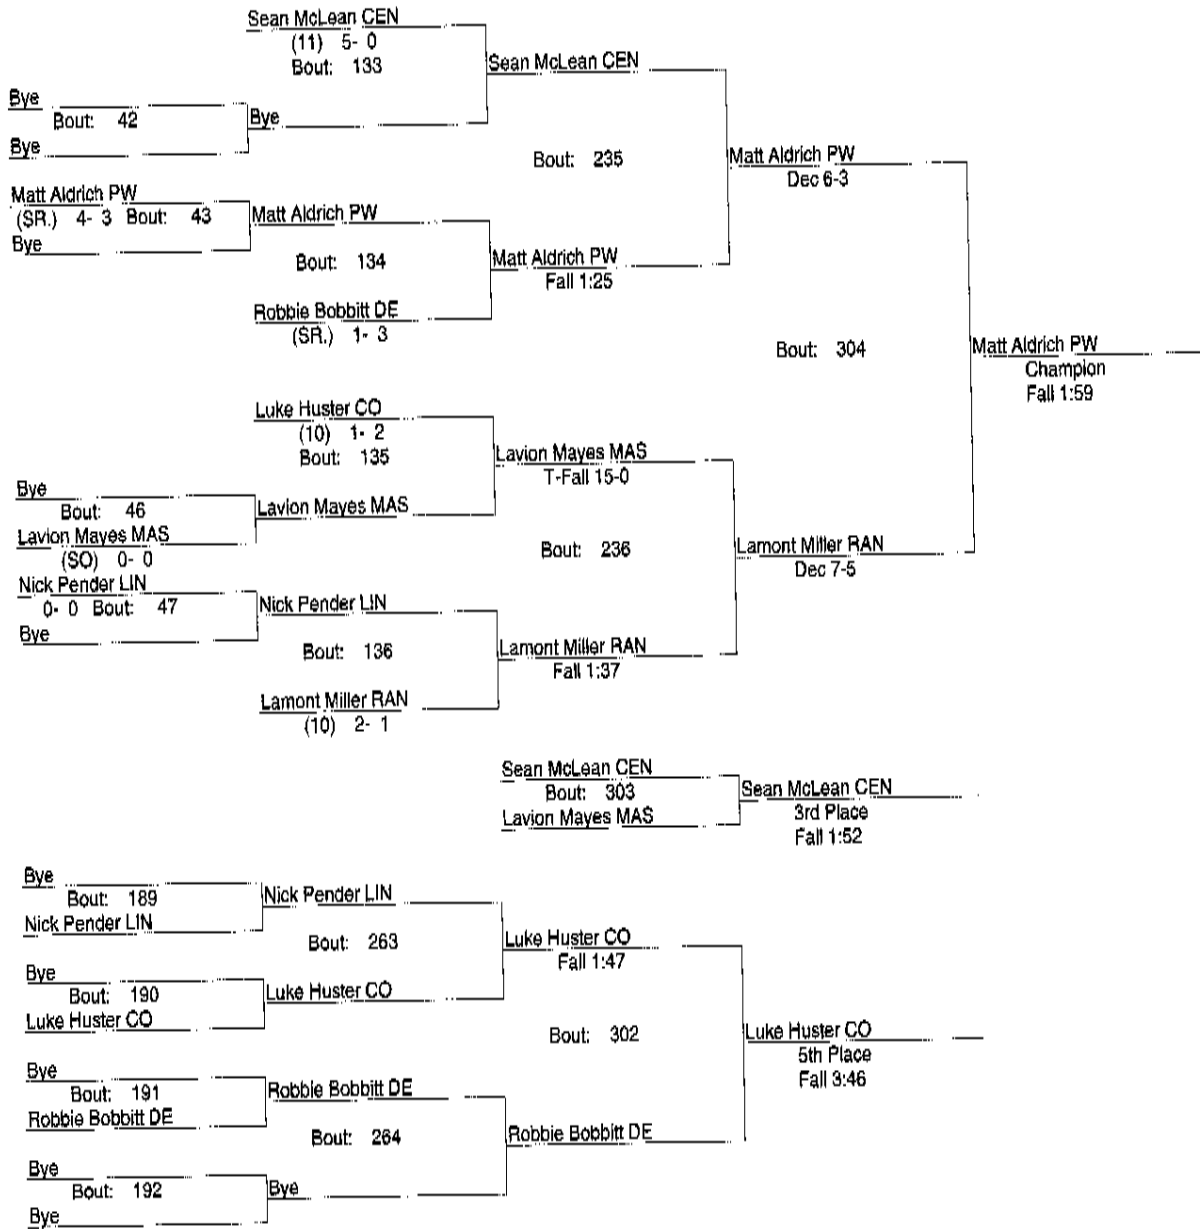 Sean McLean CEN
(11) 5- 0
Bout: 133
Sean McLean CEN
Bye
Bout: 42
Bye
Bye
Bout: 235
Matt Aldrich PW
Dec 6-3
Matt Aldrich PW
(SR.) 4- 3 Bout: 43
Matt Aldrich PW
Bye
Bout: 134
Matt Aldrich PW
Fall 1:25
Robbie Bobbitt DE
(SR.) 1- 3
Bout: 304
Matt Aldrich PW
Champion
Fall 1:59
Luke Huster CO
(10) 1- 2
Bout: 135
Lavion Mayes MAS
T-Fall 15-0
Bye
Bout: 46
Lavion Mayes MAS
Lavion Mayes MAS
(SO) 0- 0
Bout: 236
Lamont Miller RAN
Dec 7-5
Nick Pender LIN
0- 0 Bout: 47
Nick Pender LIN
Bye
Bout: 136
Lamont Miller RAN
Fall 1:37
Lamont Miller RAN
(10) 2- 1
Sean McLean CEN
Bout: 303
Sean McLean CEN
Lavion Mayes MAS
3rd Place
Fall 1:52
Bye
Bout: 189
Nick Pender LIN
Nick Pender LIN
Bout: 263
Luke Huster CO
Fall 1:47
Bye
Bout: 190
Luke Huster CO
Luke Huster CO
Bout: 302
Luke Huster CO
5th Place
Fall 3:46
Bye
Bout: 191
Robbie Bobbitt DE
Robbie Bobbitt DE
Bout: 264
Robbie Bobbitt DE
Bye
Bout: 192
Bye
Bye